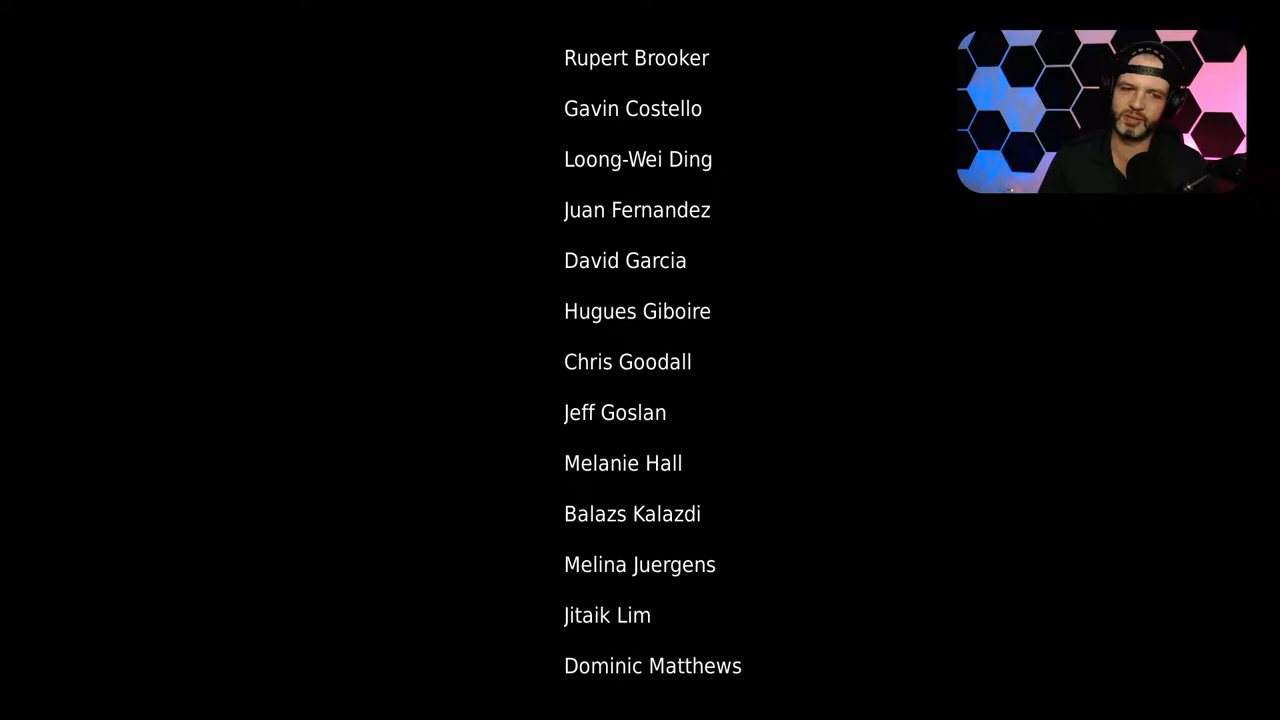 Rupert Brooker
Gavin Costello
Loong-Wei Ding
Juan Fernandez
David Garcia
Hugues Giboire
Chris Goodall
Jeff Goslan
Melanie Hall
Balazs Kalazdi
Melina Juergens
Jitaik Lim
Dominic Matthews